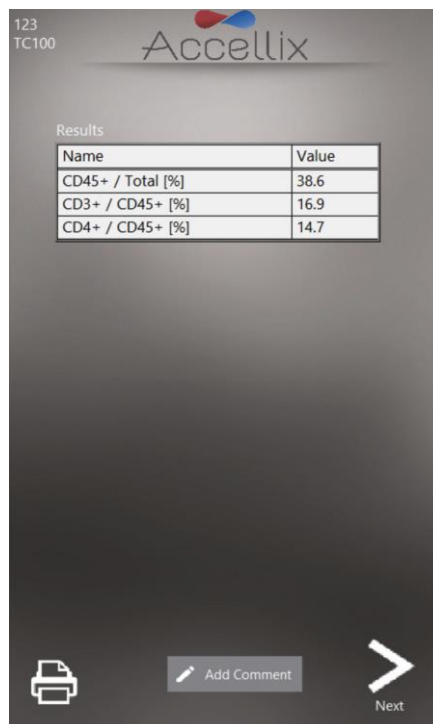 123
TC100
Accellix
Results
Name Value
CD45+ / Total [%] 38.6
CD3+ / CD45+ [%] 16.9
CD4+ / CD45+ [%] 14.7
Add Comment
Next